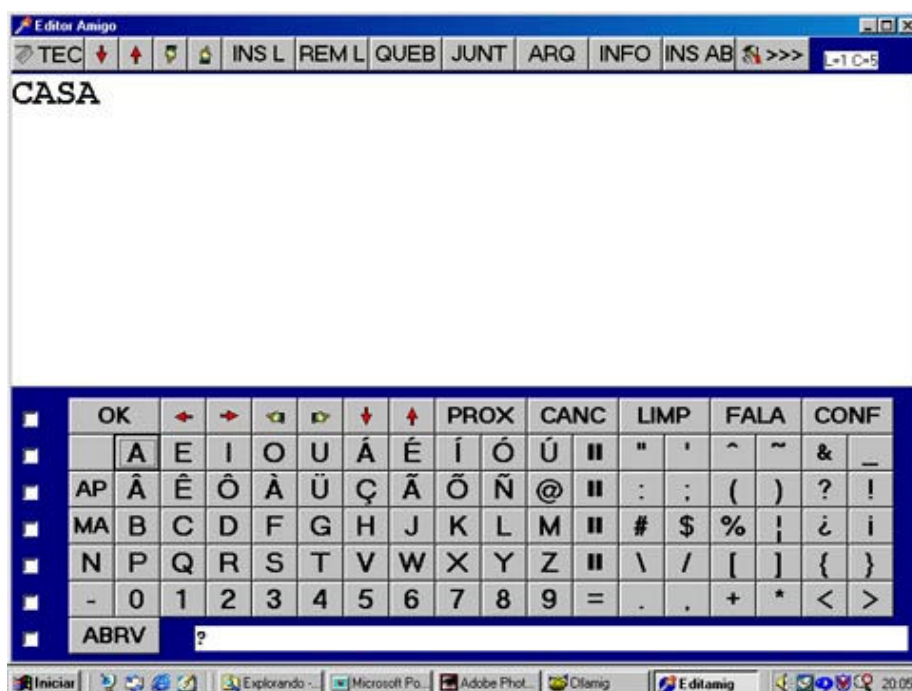 Editor Amigo
TEC INS L REM L QUEB JUNT ARQ INFO INS AB >>> L=1 C=5
CASA
OK PROX CANC LIMP FALA CONF
A E I O U Á É Í Ó Ú " ' ^ ~ & _
AP Â Ê Ô À Ü Ç Ã Õ Ñ @ : ; ( ) ? !
MA B C D F G H J K L M # $ % ¦ ¿ ¡
N P Q R S T V W X Y Z \ / [ ] { }
- 0 1 2 3 4 5 6 7 8 9 = . , + * < >
ABRV ?
Iniciar Explorando -... Microsoft Po... Adobe Phot... Editamig 20:05